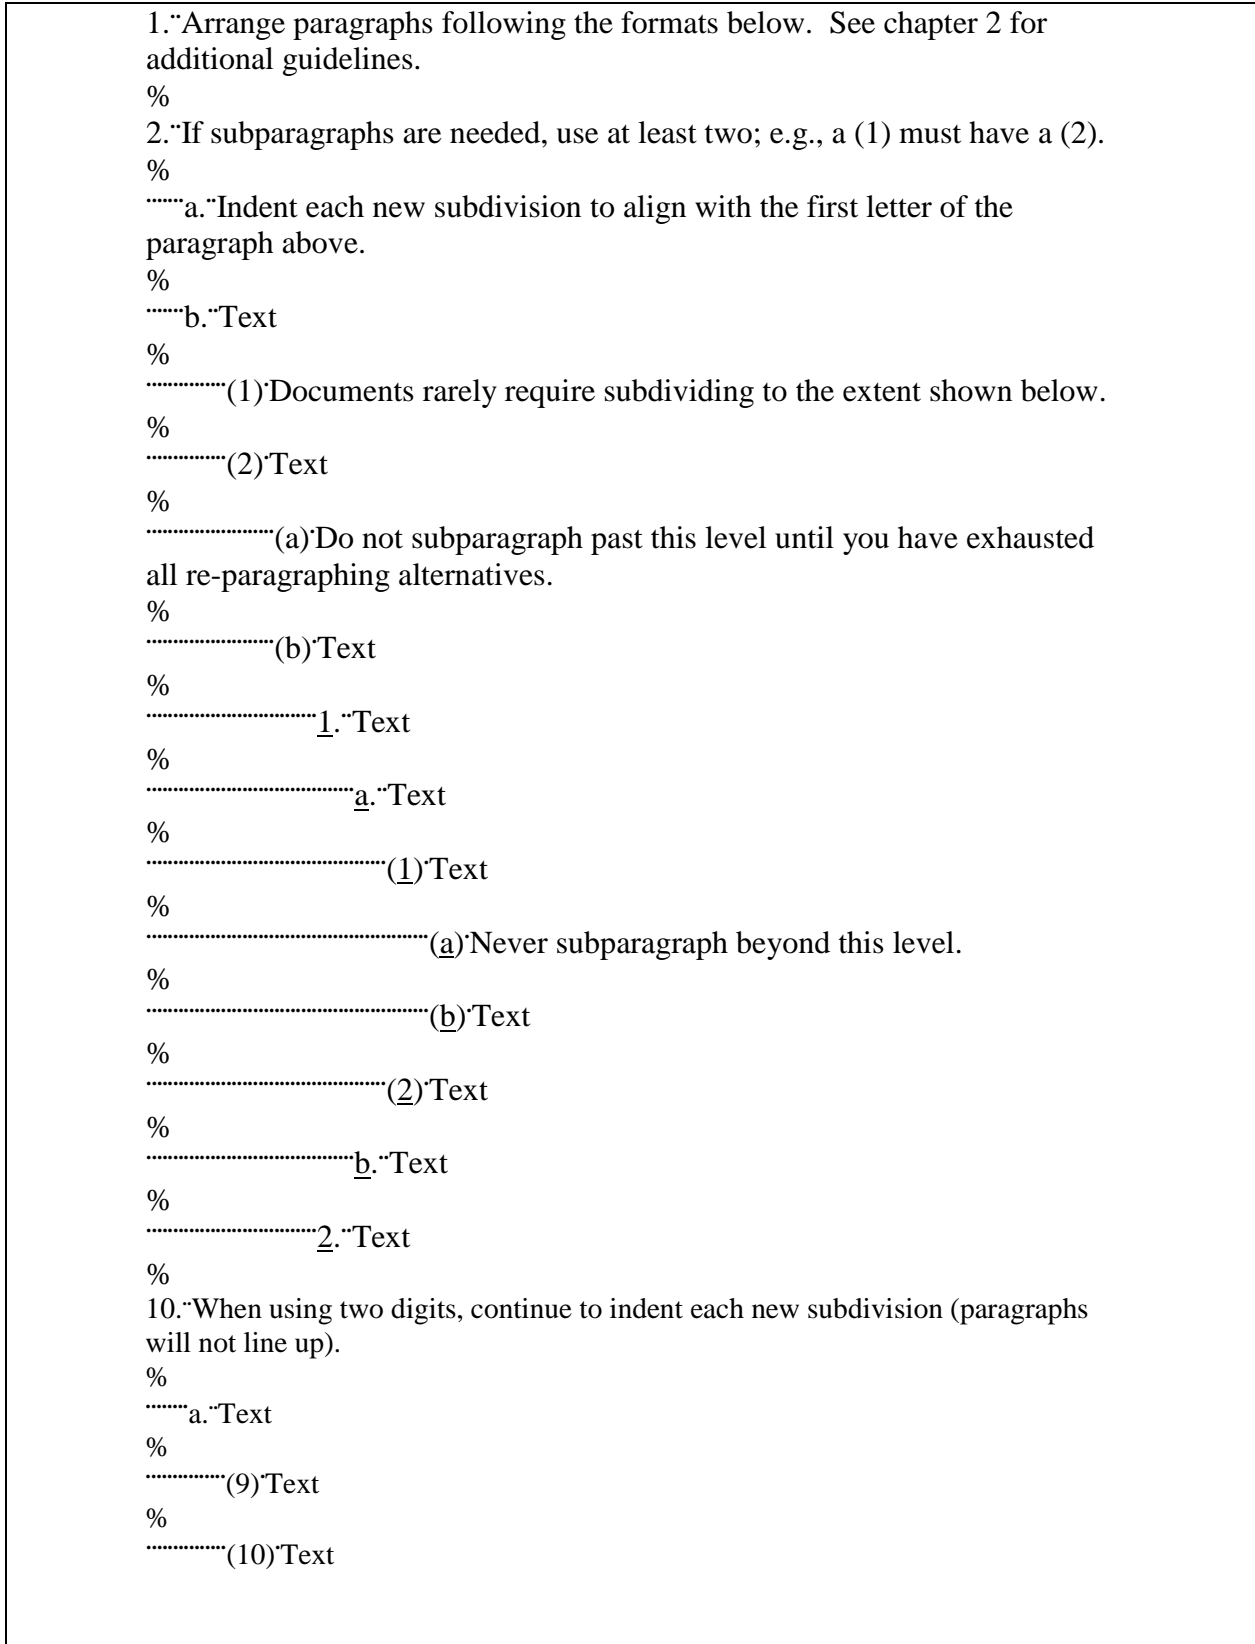 1.¨Arrange paragraphs following the formats below.  See chapter 2 for
additional guidelines.
%
2.¨If subparagraphs are needed, use at least two; e.g., a (1) must have a (2).
%
¨¨¨¨a.¨Indent each new subdivision to align with the first letter of the
paragraph above.
%
¨¨¨¨b.¨Text
%
¨¨¨¨¨¨¨¨(1)˙Documents rarely require subdividing to the extent shown below.
%
¨¨¨¨¨¨¨¨(2)˙Text
%
¨¨¨¨¨¨¨¨¨¨¨¨(a)˙Do not subparagraph past this level until you have exhausted
all re-paragraphing alternatives.
%
¨¨¨¨¨¨¨¨¨¨¨¨(b)˙Text
%
¨¨¨¨¨¨¨¨¨¨¨¨¨¨¨¨1.¨Text
%
¨¨¨¨¨¨¨¨¨¨¨¨¨¨¨¨¨¨¨¨a.¨Text
%
¨¨¨¨¨¨¨¨¨¨¨¨¨¨¨¨¨¨¨¨¨¨¨(1)˙Text
%
¨¨¨¨¨¨¨¨¨¨¨¨¨¨¨¨¨¨¨¨¨¨¨¨¨¨¨(a)˙Never subparagraph beyond this level.
%
¨¨¨¨¨¨¨¨¨¨¨¨¨¨¨¨¨¨¨¨¨¨¨¨¨¨¨(b)˙Text
%
¨¨¨¨¨¨¨¨¨¨¨¨¨¨¨¨¨¨¨¨¨¨¨(2)˙Text
%
¨¨¨¨¨¨¨¨¨¨¨¨¨¨¨¨¨¨¨¨b.¨Text
%
¨¨¨¨¨¨¨¨¨¨¨¨¨¨¨¨2.¨Text
%
10.¨When using two digits, continue to indent each new subdivision (paragraphs
will not line up).
%
¨¨¨¨a.¨Text
%
¨¨¨¨¨¨¨¨(9)˙Text
%
¨¨¨¨¨¨¨¨(10)˙Text